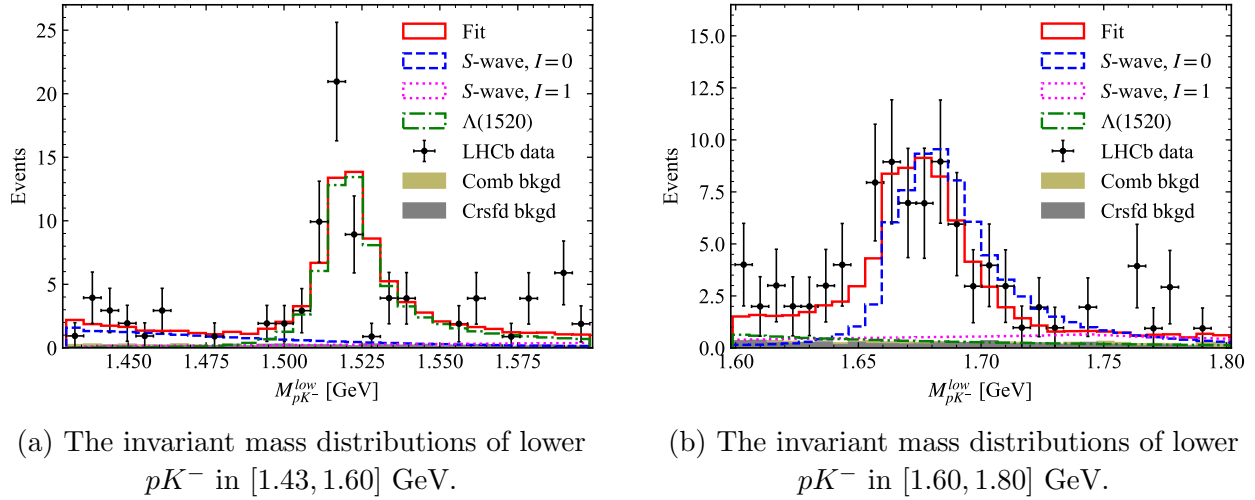 25
20
15
10
5
0
Events
1.450
1.475
1.500
1.525
1.550
1.575
M^{low}_{pK^-} [GeV]
Fit
S-wave, I=0
S-wave, I=1
Λ(1520)
LHCb data
Comb bkgd
Crsfd bkgd
15.0
12.5
10.0
7.5
5.0
2.5
0.0
Events
1.60
1.65
1.70
1.75
1.80
M^{low}_{pK^-} [GeV]
Fit
S-wave, I=0
S-wave, I=1
Λ(1520)
LHCb data
Comb bkgd
Crsfd bkgd
(a) The invariant mass distributions of lower
pK⁻ in [1.43, 1.60] GeV.
(b) The invariant mass distributions of lower
pK⁻ in [1.60, 1.80] GeV.